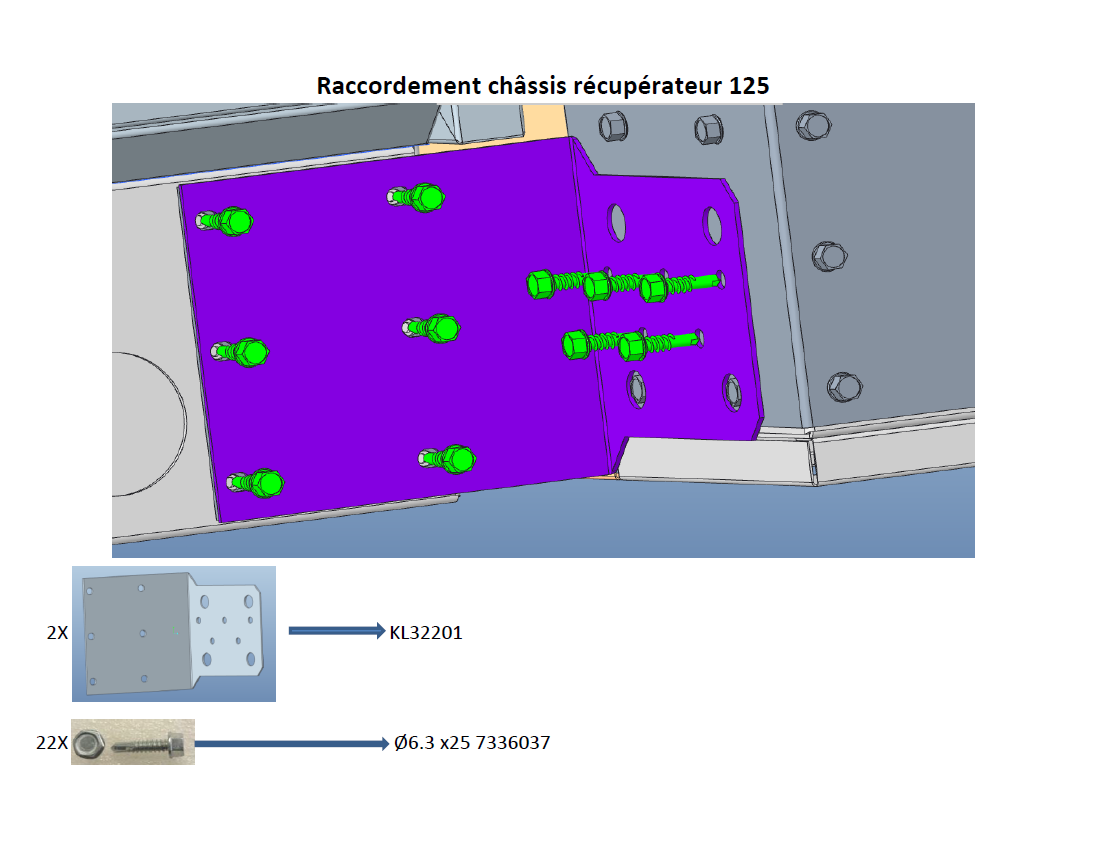 Raccordement châssis récupérateur 125
2X
KL32201
22X
Ø6.3 x25 7336037